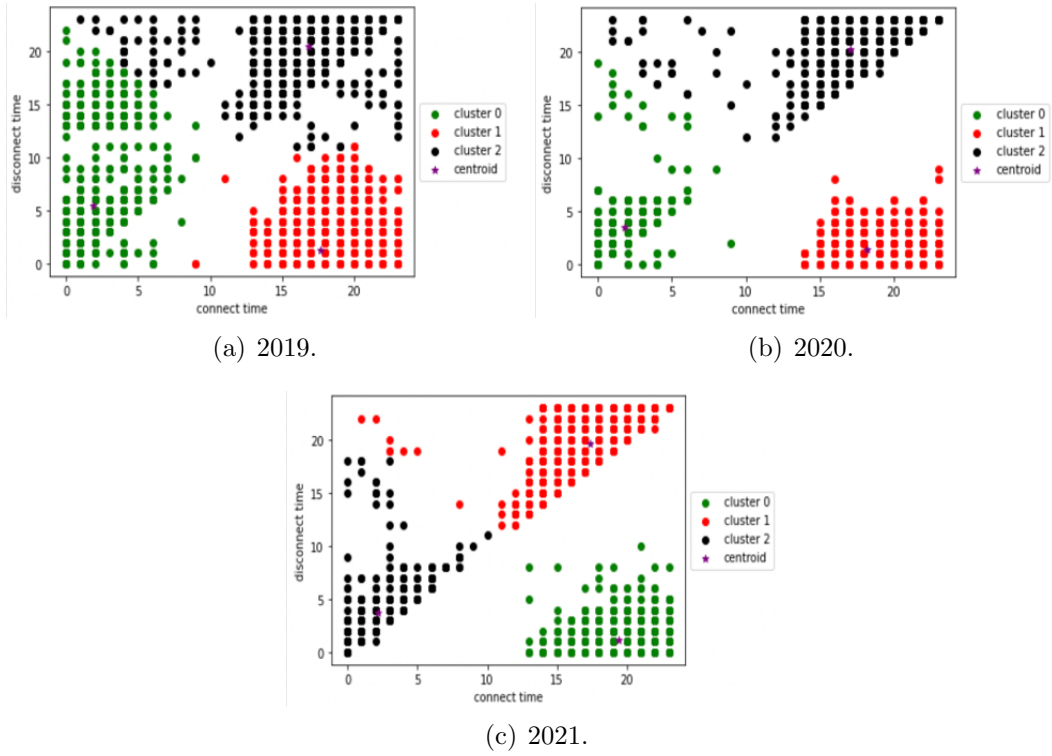 20
15
10
5
0
disconnect time
0 5 10 15 20
connect time
cluster 0
cluster 1
cluster 2
centroid
(a) 2019.
20
15
10
5
0
disconnect time
0 5 10 15 20
connect time
cluster 0
cluster 1
cluster 2
centroid
(b) 2020.
20
15
10
5
0
disconnect time
0 5 10 15 20
connect time
cluster 0
cluster 1
cluster 2
centroid
(c) 2021.